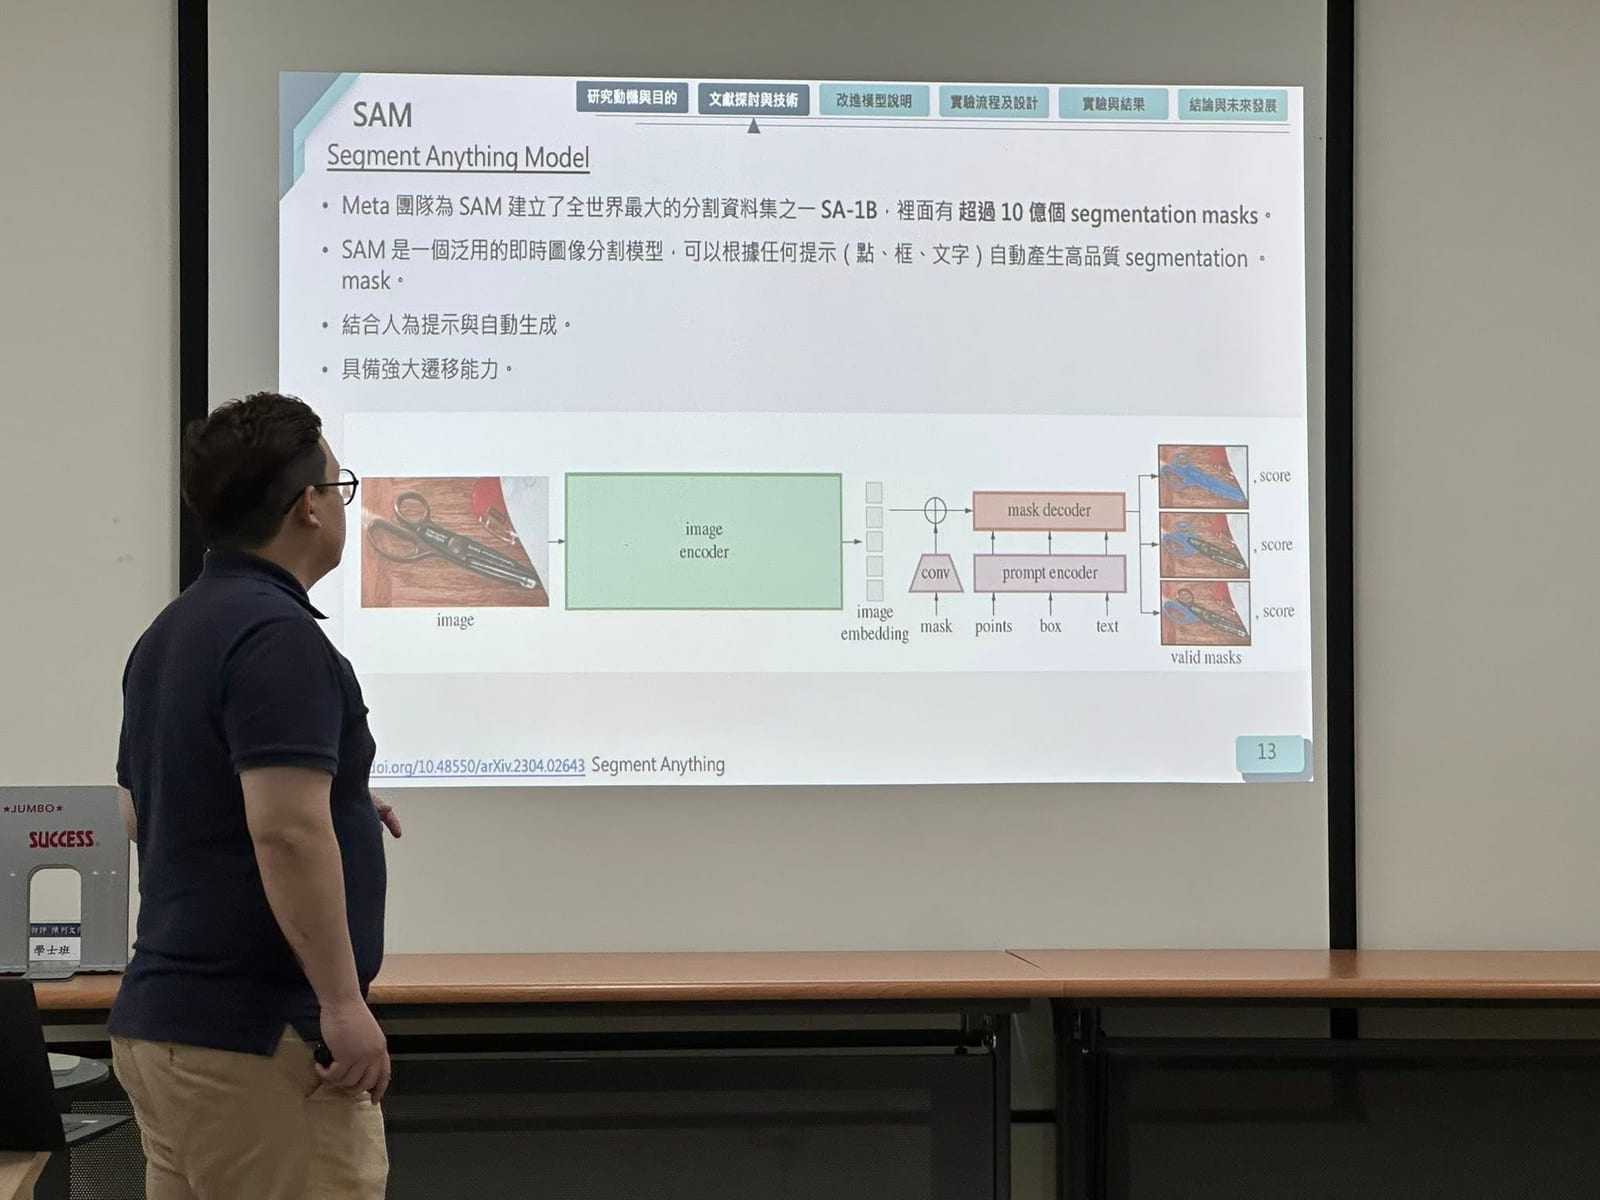 SAM
研究動機與目的
文獻探討與技術
改進模型說明
實驗流程及設計
實驗與結果
結論與未來發展
Segment Anything Model
• Meta 團隊為 SAM 建立了全世界最大的分割資料集之一 SA-1B，裡面有 超過 10 億個 segmentation masks。
• SAM 是一個泛用的即時圖像分割模型，可以根據任何提示 ( 點、框、文字 ) 自動產生高品質 segmentation 。
mask。
• 結合人為提示與自動生成。
• 具備強大遷移能力。
image
image
encoder
image
embedding
conv
mask
mask decoder
prompt encoder
points
box
text
, score
, score
, score
valid masks
doi.org/10.48550/arXiv.2304.02643 Segment Anything
13
★JUMBO★
SUCCESS
學士班